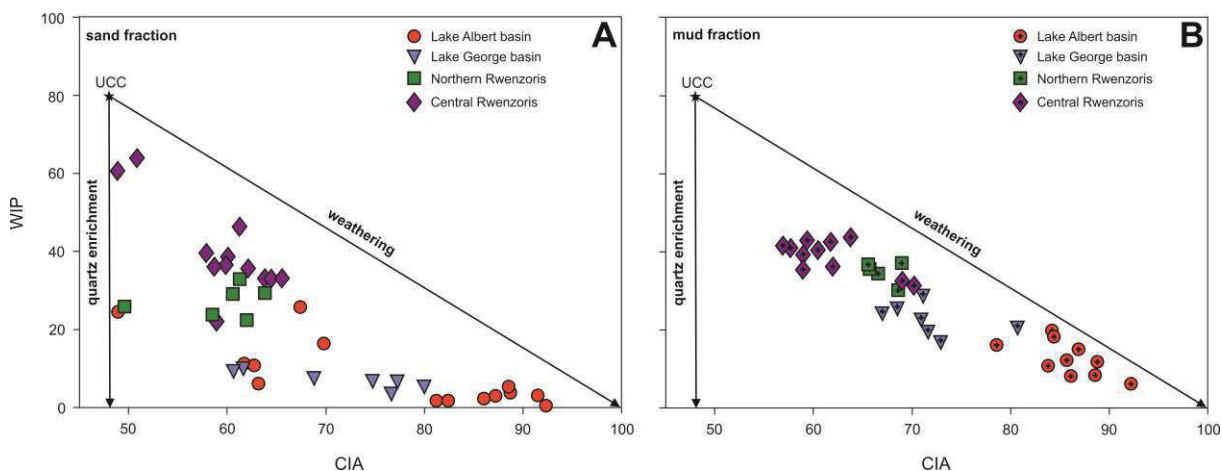 100
80
60
40
20
0
WIP
sand fraction
A
Lake Albert basin
Lake George basin
Northern Rwenzoris
Central Rwenzoris
UCC
quartz enrichment
weathering
50
60
70
80
90
100
CIA
mud fraction
B
Lake Albert basin
Lake George basin
Northern Rwenzoris
Central Rwenzoris
UCC
quartz enrichment
weathering
50
60
70
80
90
100
CIA